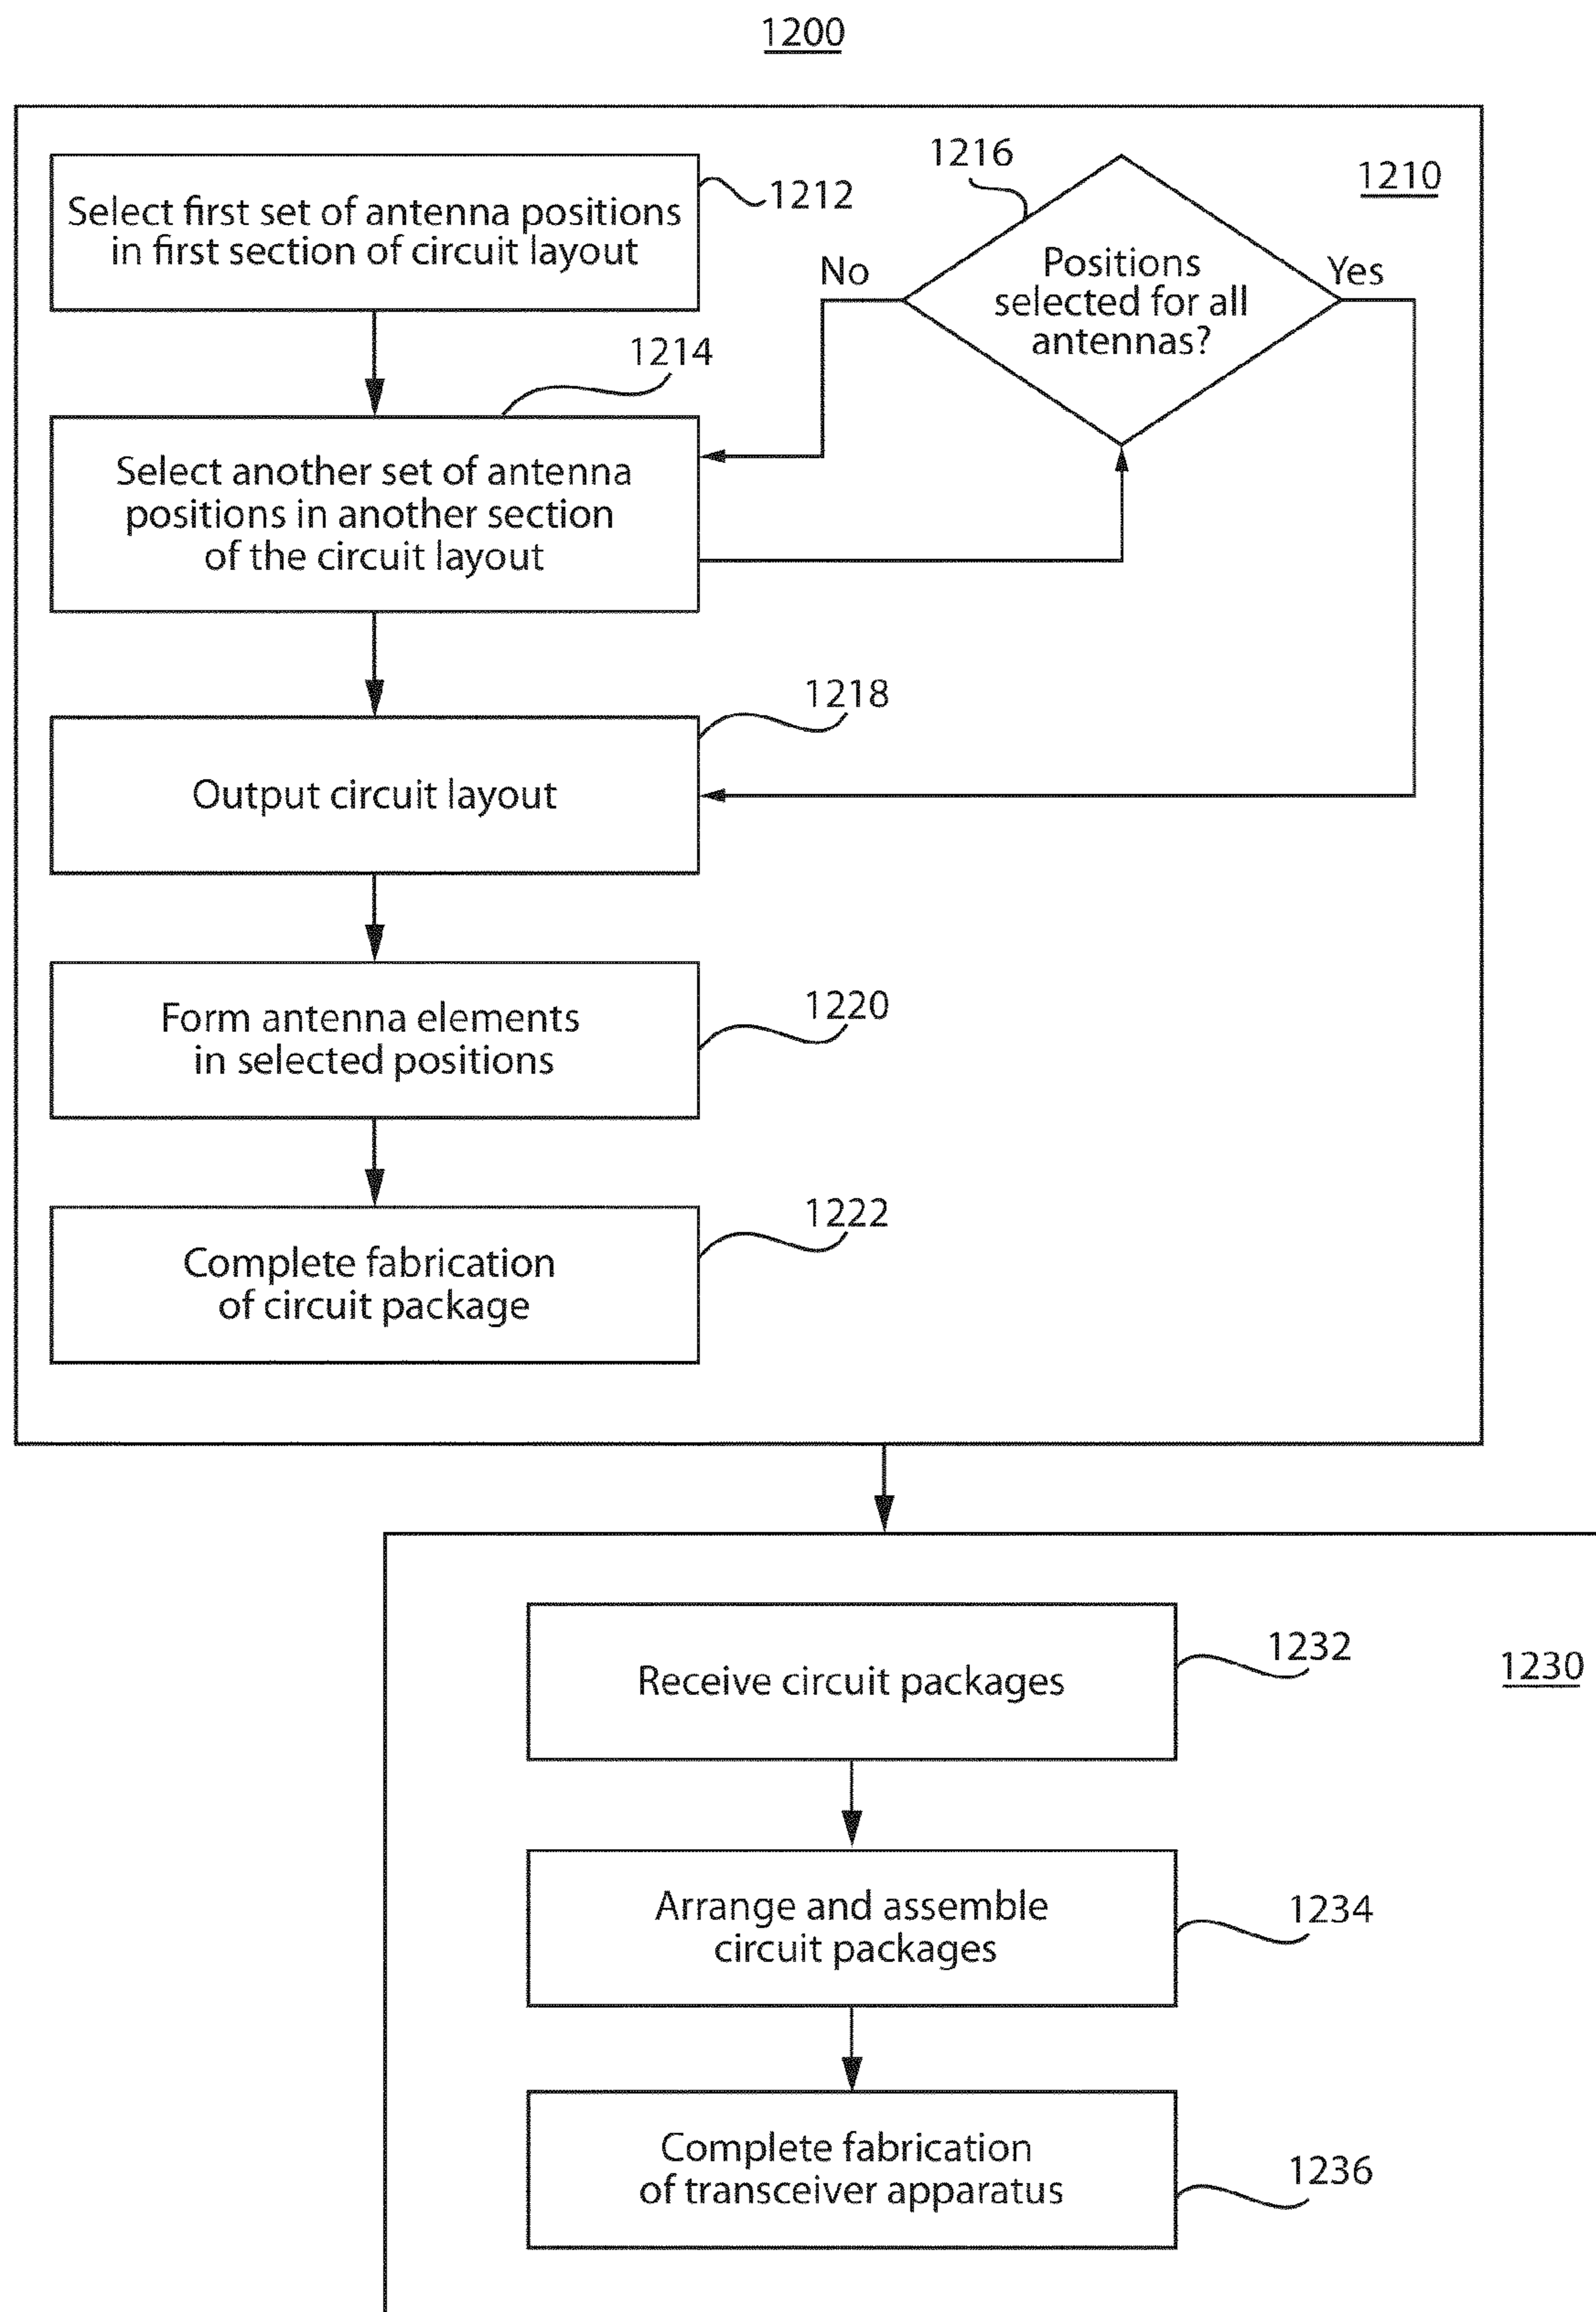 1200
1210
Select first set of antenna positions
in first section of circuit layout
1212
1216
Positions
selected for all
antennas?
No
Yes
1214
Select another set of antenna
positions in another section
of the circuit layout
1218
Output circuit layout
1220
Form antenna elements
in selected positions
1222
Complete fabrication
of circuit package
1230
1232
Receive circuit packages
1234
Arrange and assemble
circuit packages
1236
Complete fabrication
of transceiver apparatus